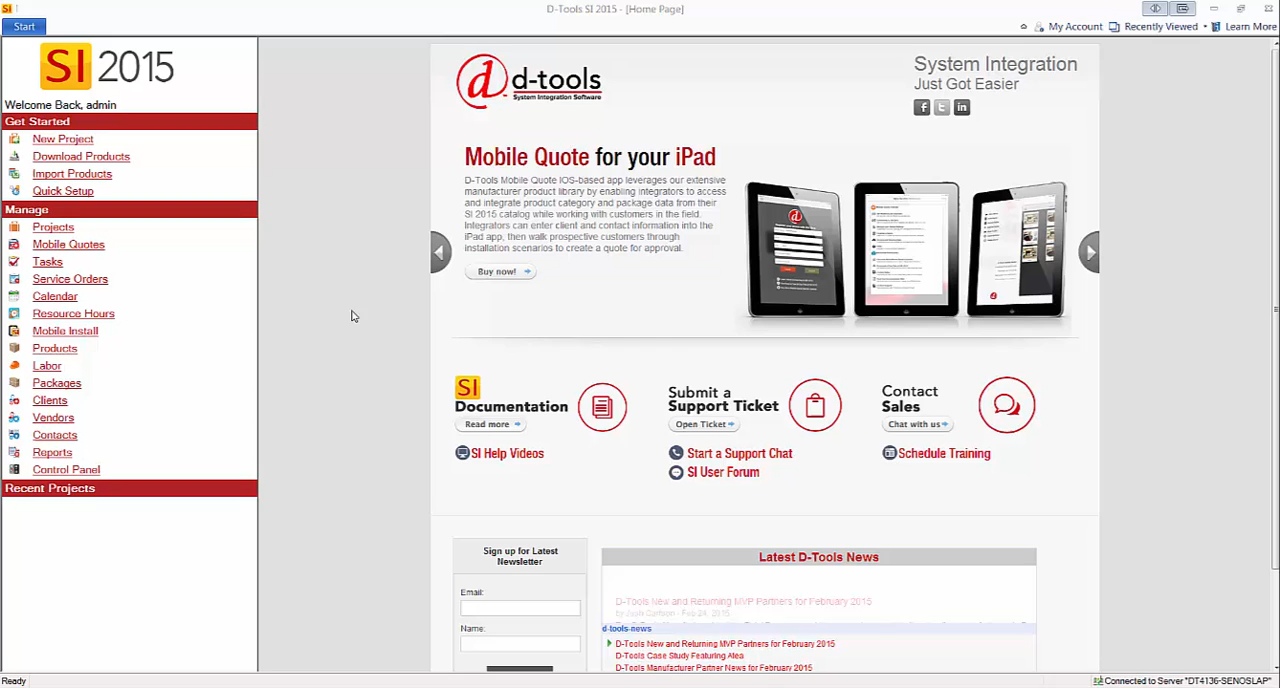 D-Tools SI 2015 - [Home Page]
Start
My Account
Recently Viewed
Learn More
SI 2015
Welcome Back, admin
Get Started
New Project
Download Products
Import Products
Quick Setup
Manage
Projects
Mobile Quotes
Tasks
Service Orders
Calendar
Resource Hours
Mobile Install
Products
Labor
Packages
Clients
Vendors
Contacts
Reports
Control Panel
Recent Projects
d-tools
System Integration Software
System Integration
Just Got Easier
Mobile Quote for your iPad
D-Tools Mobile Quote IOS-based app leverages our extensive
manufacturer product library by enabling integrators to access
and integrate product category and package data from their
SI 2015 catalog while working with customers in the field.
Integrators can enter client and contact information into the
iPad app, then walk prospective customers through
installation scenarios to create a quote for approval.
Buy now!
SI
Documentation
Read more
SI Help Videos
Submit a
Support Ticket
Open Ticket
Start a Support Chat
SI User Forum
Contact
Sales
Chat with us
Schedule Training
Sign up for Latest
Newsletter
Email:
Name:
Latest D-Tools News
D-Tools New and Returning MVP Partners for February 2015
d-tools-news
D-Tools New and Returning MVP Partners for February 2015
D-Tools Case Study Featuring Atea
D-Tools Manufacturer Partner News for February 2015
Ready
Connected to Server "DT4136-SENOSLAP"